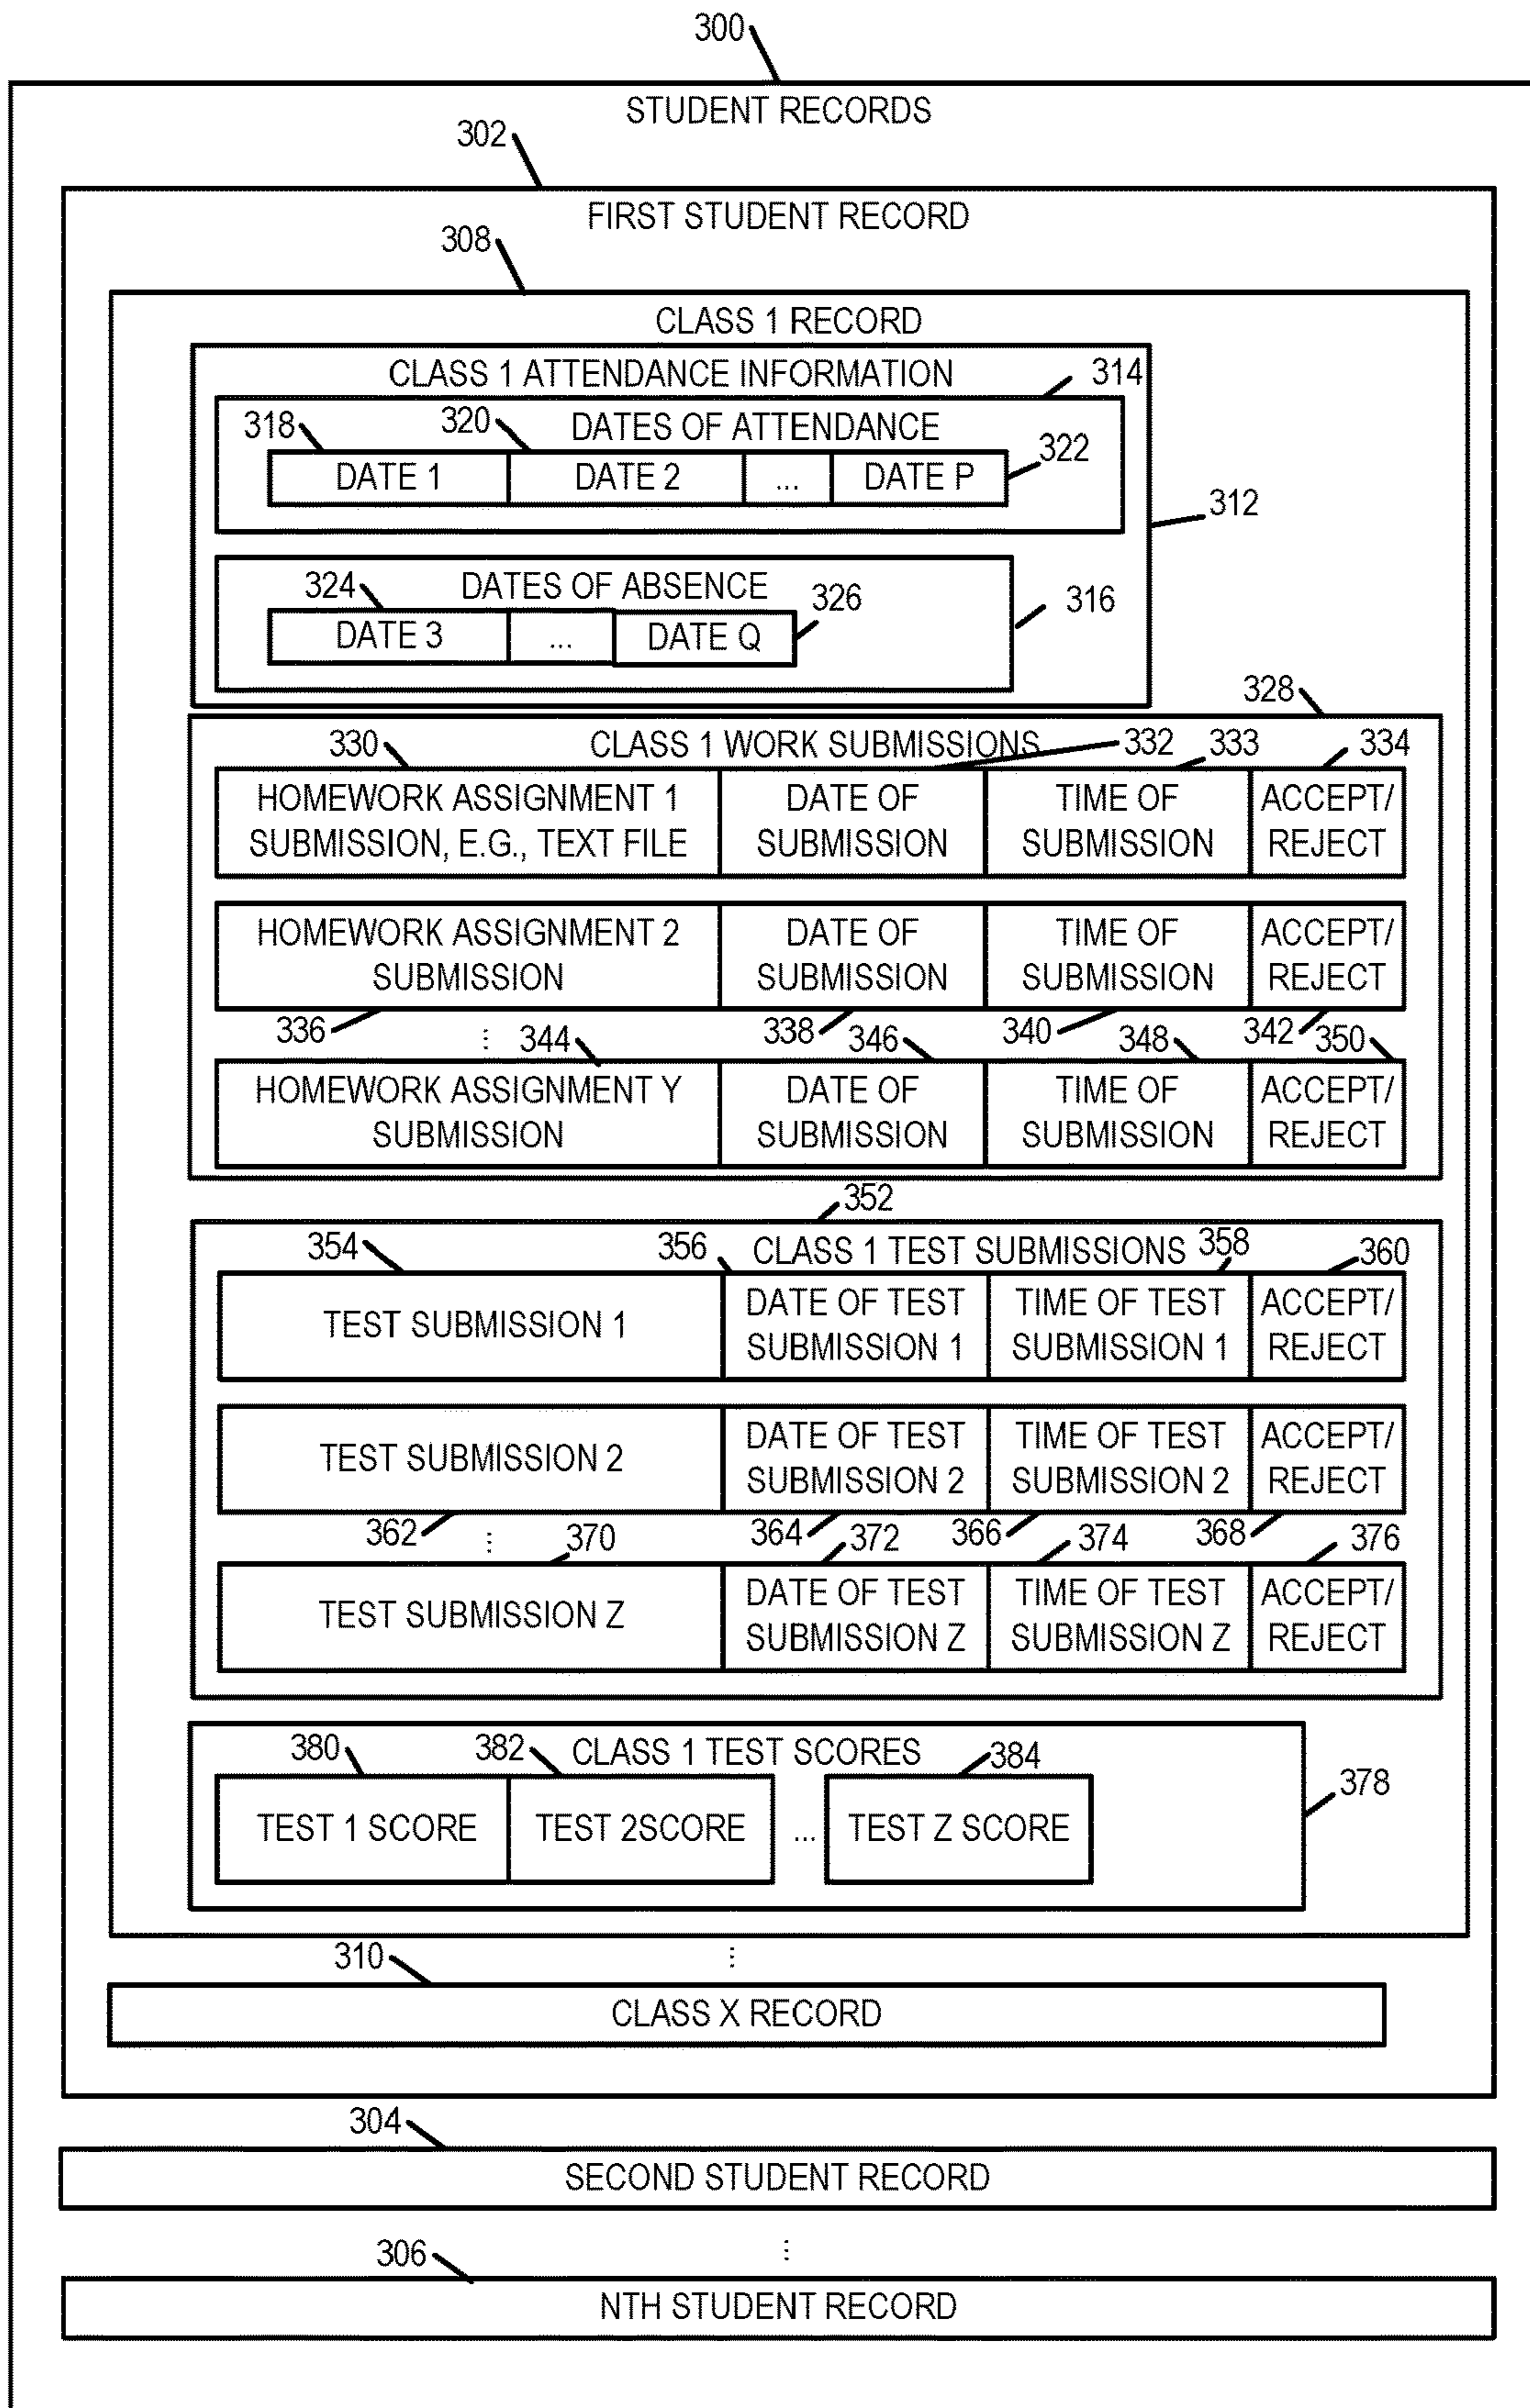 300
STUDENT RECORDS
302
FIRST STUDENT RECORD
308
CLASS 1 RECORD
CLASS 1 ATTENDANCE INFORMATION
314
318
320
DATES OF ATTENDANCE
DATE 1
DATE 2
...
DATE P
322
312
324
DATES OF ABSENCE
326
316
DATE 3
...
DATE Q
328
330
CLASS 1 WORK SUBMISSIONS
332
333
334
HOMEWORK ASSIGNMENT 1
SUBMISSION, E.G., TEXT FILE
DATE OF
SUBMISSION
TIME OF
SUBMISSION
ACCEPT/
REJECT
HOMEWORK ASSIGNMENT 2
SUBMISSION
DATE OF
SUBMISSION
TIME OF
SUBMISSION
ACCEPT/
REJECT
336
...
344
338
346
340
348
342
350
HOMEWORK ASSIGNMENT Y
SUBMISSION
DATE OF
SUBMISSION
TIME OF
SUBMISSION
ACCEPT/
REJECT
352
354
356
CLASS 1 TEST SUBMISSIONS
358
360
TEST SUBMISSION 1
DATE OF TEST
SUBMISSION 1
TIME OF TEST
SUBMISSION 1
ACCEPT/
REJECT
TEST SUBMISSION 2
DATE OF TEST
SUBMISSION 2
TIME OF TEST
SUBMISSION 2
ACCEPT/
REJECT
362
...
370
364
372
366
374
368
376
TEST SUBMISSION Z
DATE OF TEST
SUBMISSION Z
TIME OF TEST
SUBMISSION Z
ACCEPT/
REJECT
380
382
CLASS 1 TEST SCORES
384
378
TEST 1 SCORE
TEST 2SCORE
...
TEST Z SCORE
310
...
CLASS X RECORD
304
SECOND STUDENT RECORD
306
...
NTH STUDENT RECORD